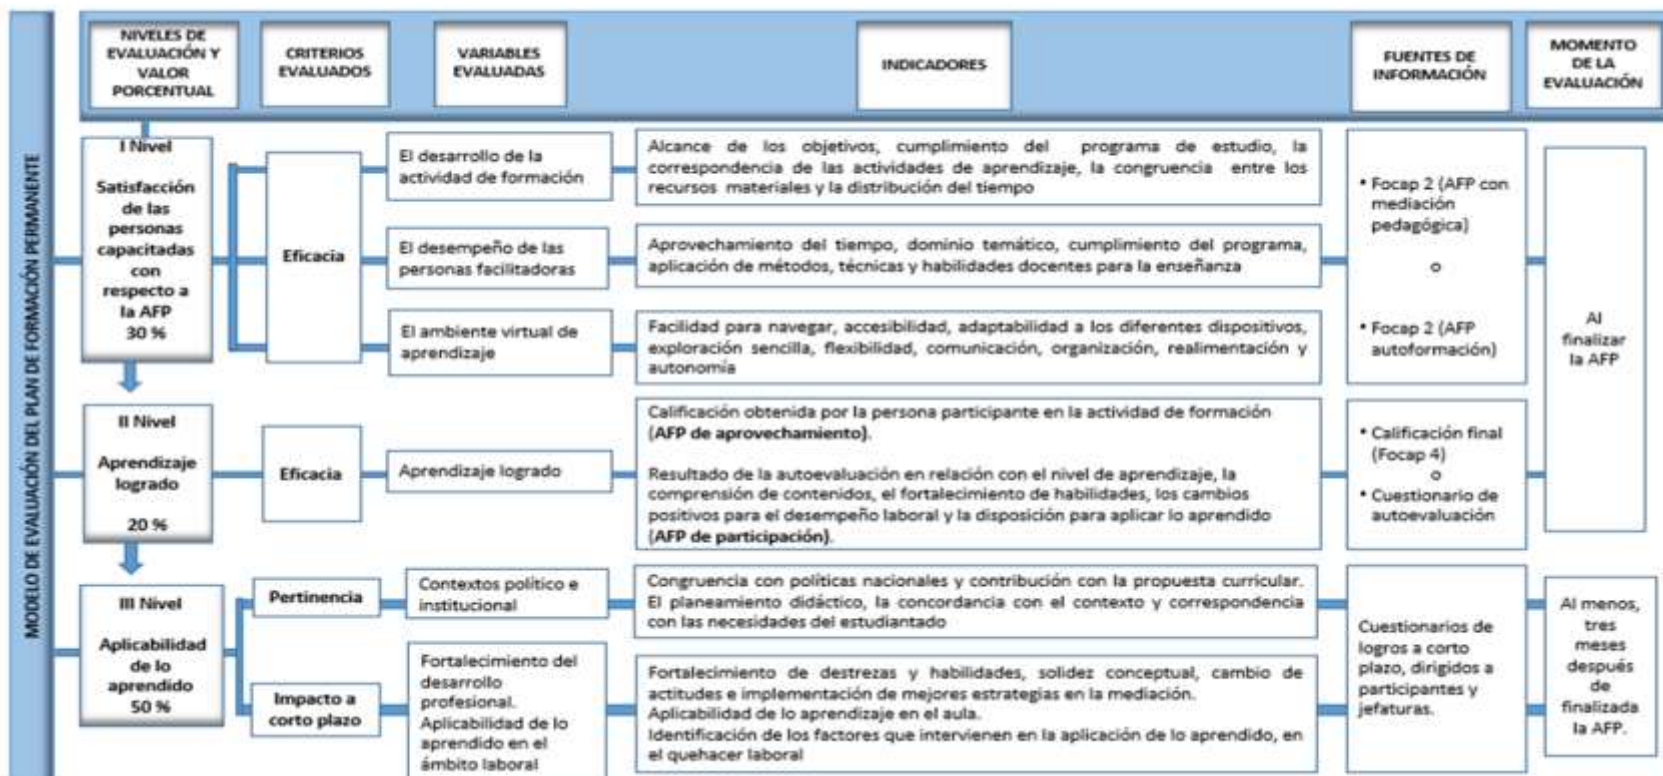 MODELO DE EVALUACIÓN DEL PLAN DE FORMACIÓN PERMANENTE
NIVELES DE
EVALUACIÓN Y
VALOR
PORCENTUAL
CRITERIOS
EVALUADOS
VARIABLES
EVALUADAS
INDICADORES
FUENTES DE
INFORMACIÓN
MOMENTO
DE LA
EVALUACIÓN
I Nivel
Satisfacción
de las
personas
capacitadas
con
respecto a
la AFP
30 %
Eficacia
El desarrollo de la
actividad de formación
Alcance de los objetivos, cumplimiento del programa de estudio, la
correspondencia de las actividades de aprendizaje, la congruencia entre los
recursos materiales y la distribución del tiempo
El desempeño de las
personas facilitadoras
Aprovechamiento del tiempo, dominio temático, cumplimiento del programa,
aplicación de métodos, técnicas y habilidades docentes para la enseñanza
El ambiente virtual de
aprendizaje
Facilidad para navegar, accesibilidad, adaptabilidad a los diferentes dispositivos,
exploración sencilla, flexibilidad, comunicación, organización, realimentación y
autonomía
• Focap 2 (AFP con
mediación
pedagógica)
o
• Focap 2 (AFP
autoformación)
Al
finalizar
la AFP
II Nivel
Aprendizaje
logrado
20 %
Eficacia
Aprendizaje logrado
Calificación obtenida por la persona participante en la actividad de formación
(AFP de aprovechamiento).
Resultado de la autoevaluación en relación con el nivel de aprendizaje, la
comprensión de contenidos, el fortalecimiento de habilidades, los cambios
positivos para el desempeño laboral y la disposición para aplicar lo aprendido
(AFP de participación).
• Calificación final
(Focap 4)
o
• Cuestionario de
autoevaluación
III Nivel
Aplicabilidad
de lo
aprendido
50 %
Pertinencia
Contextos político e
institucional
Congruencia con políticas nacionales y contribución con la propuesta curricular.
El planeamiento didáctico, la concordancia con el contexto y correspondencia
con las necesidades del estudiantado
Impacto a
corto plazo
Fortalecimiento del
desarrollo
profesional.
Aplicabilidad de lo
aprendido en el
ámbito laboral
Fortalecimiento de destrezas y habilidades, solidez conceptual, cambio de
actitudes e implementación de mejores estrategias en la mediación.
Aplicabilidad de lo aprendizaje en el aula.
Identificación de los factores que intervienen en la aplicación de lo aprendido, en
el quehacer laboral
Cuestionarios de
logros a corto
plazo, dirigidos a
participantes y
jefaturas.
Al menos,
tres
meses
después
de
finalizada
la AFP.